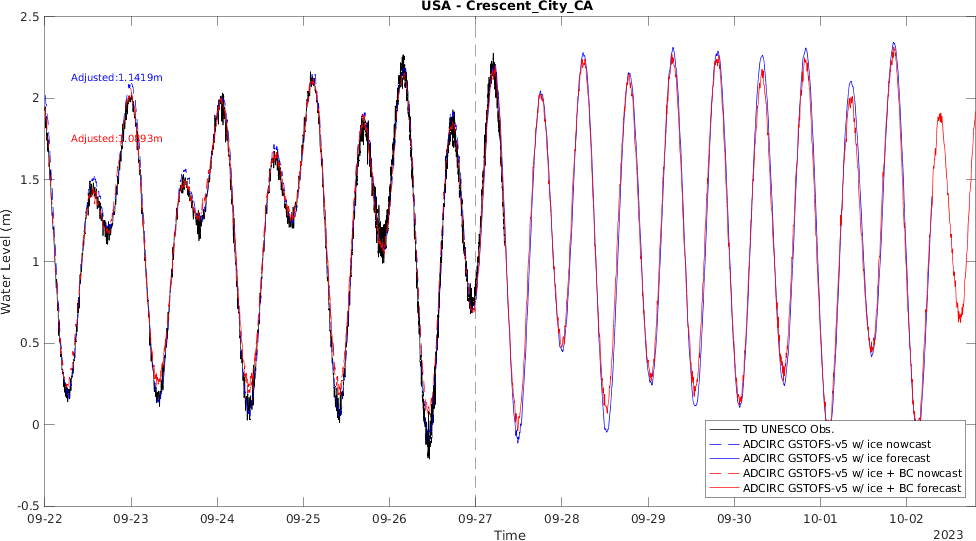 USA - Crescent_City_CA
2.5
2
1.5
1
0.5
0
-0.5
Water Level (m)
Adjusted:1.1419m
Adjusted:1.0893m
TD UNESCO Obs.
ADCIRC GSTOFS-v5 w/ ice nowcast
ADCIRC GSTOFS-v5 w/ ice forecast
ADCIRC GSTOFS-v5 w/ ice + BC nowcast
ADCIRC GSTOFS-v5 w/ ice + BC forecast
09-22 09-23 09-24 09-25 09-26 09-27 09-28 09-29 09-30 10-01 10-02
Time
2023